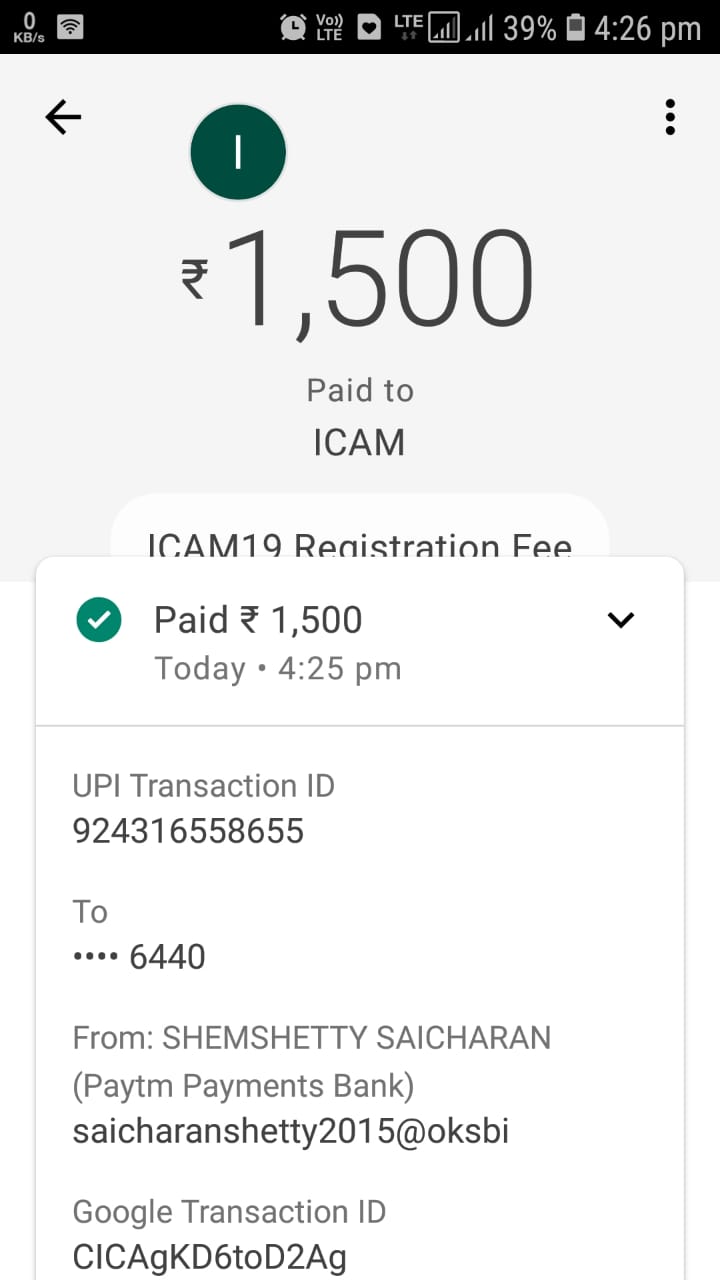 0
KB/s
Vo))
LTE
LTE
39%
4:26 pm
I
₹1,500
Paid to
ICAM
ICAM19 Registration Fee
Paid ₹ 1,500
Today • 4:25 pm
UPI Transaction ID
924316558655
To
•••• 6440
From: SHEMSHETTY SAICHARAN
(Paytm Payments Bank)
saicharanshetty2015@oksbi
Google Transaction ID
CICAgKD6toD2Ag